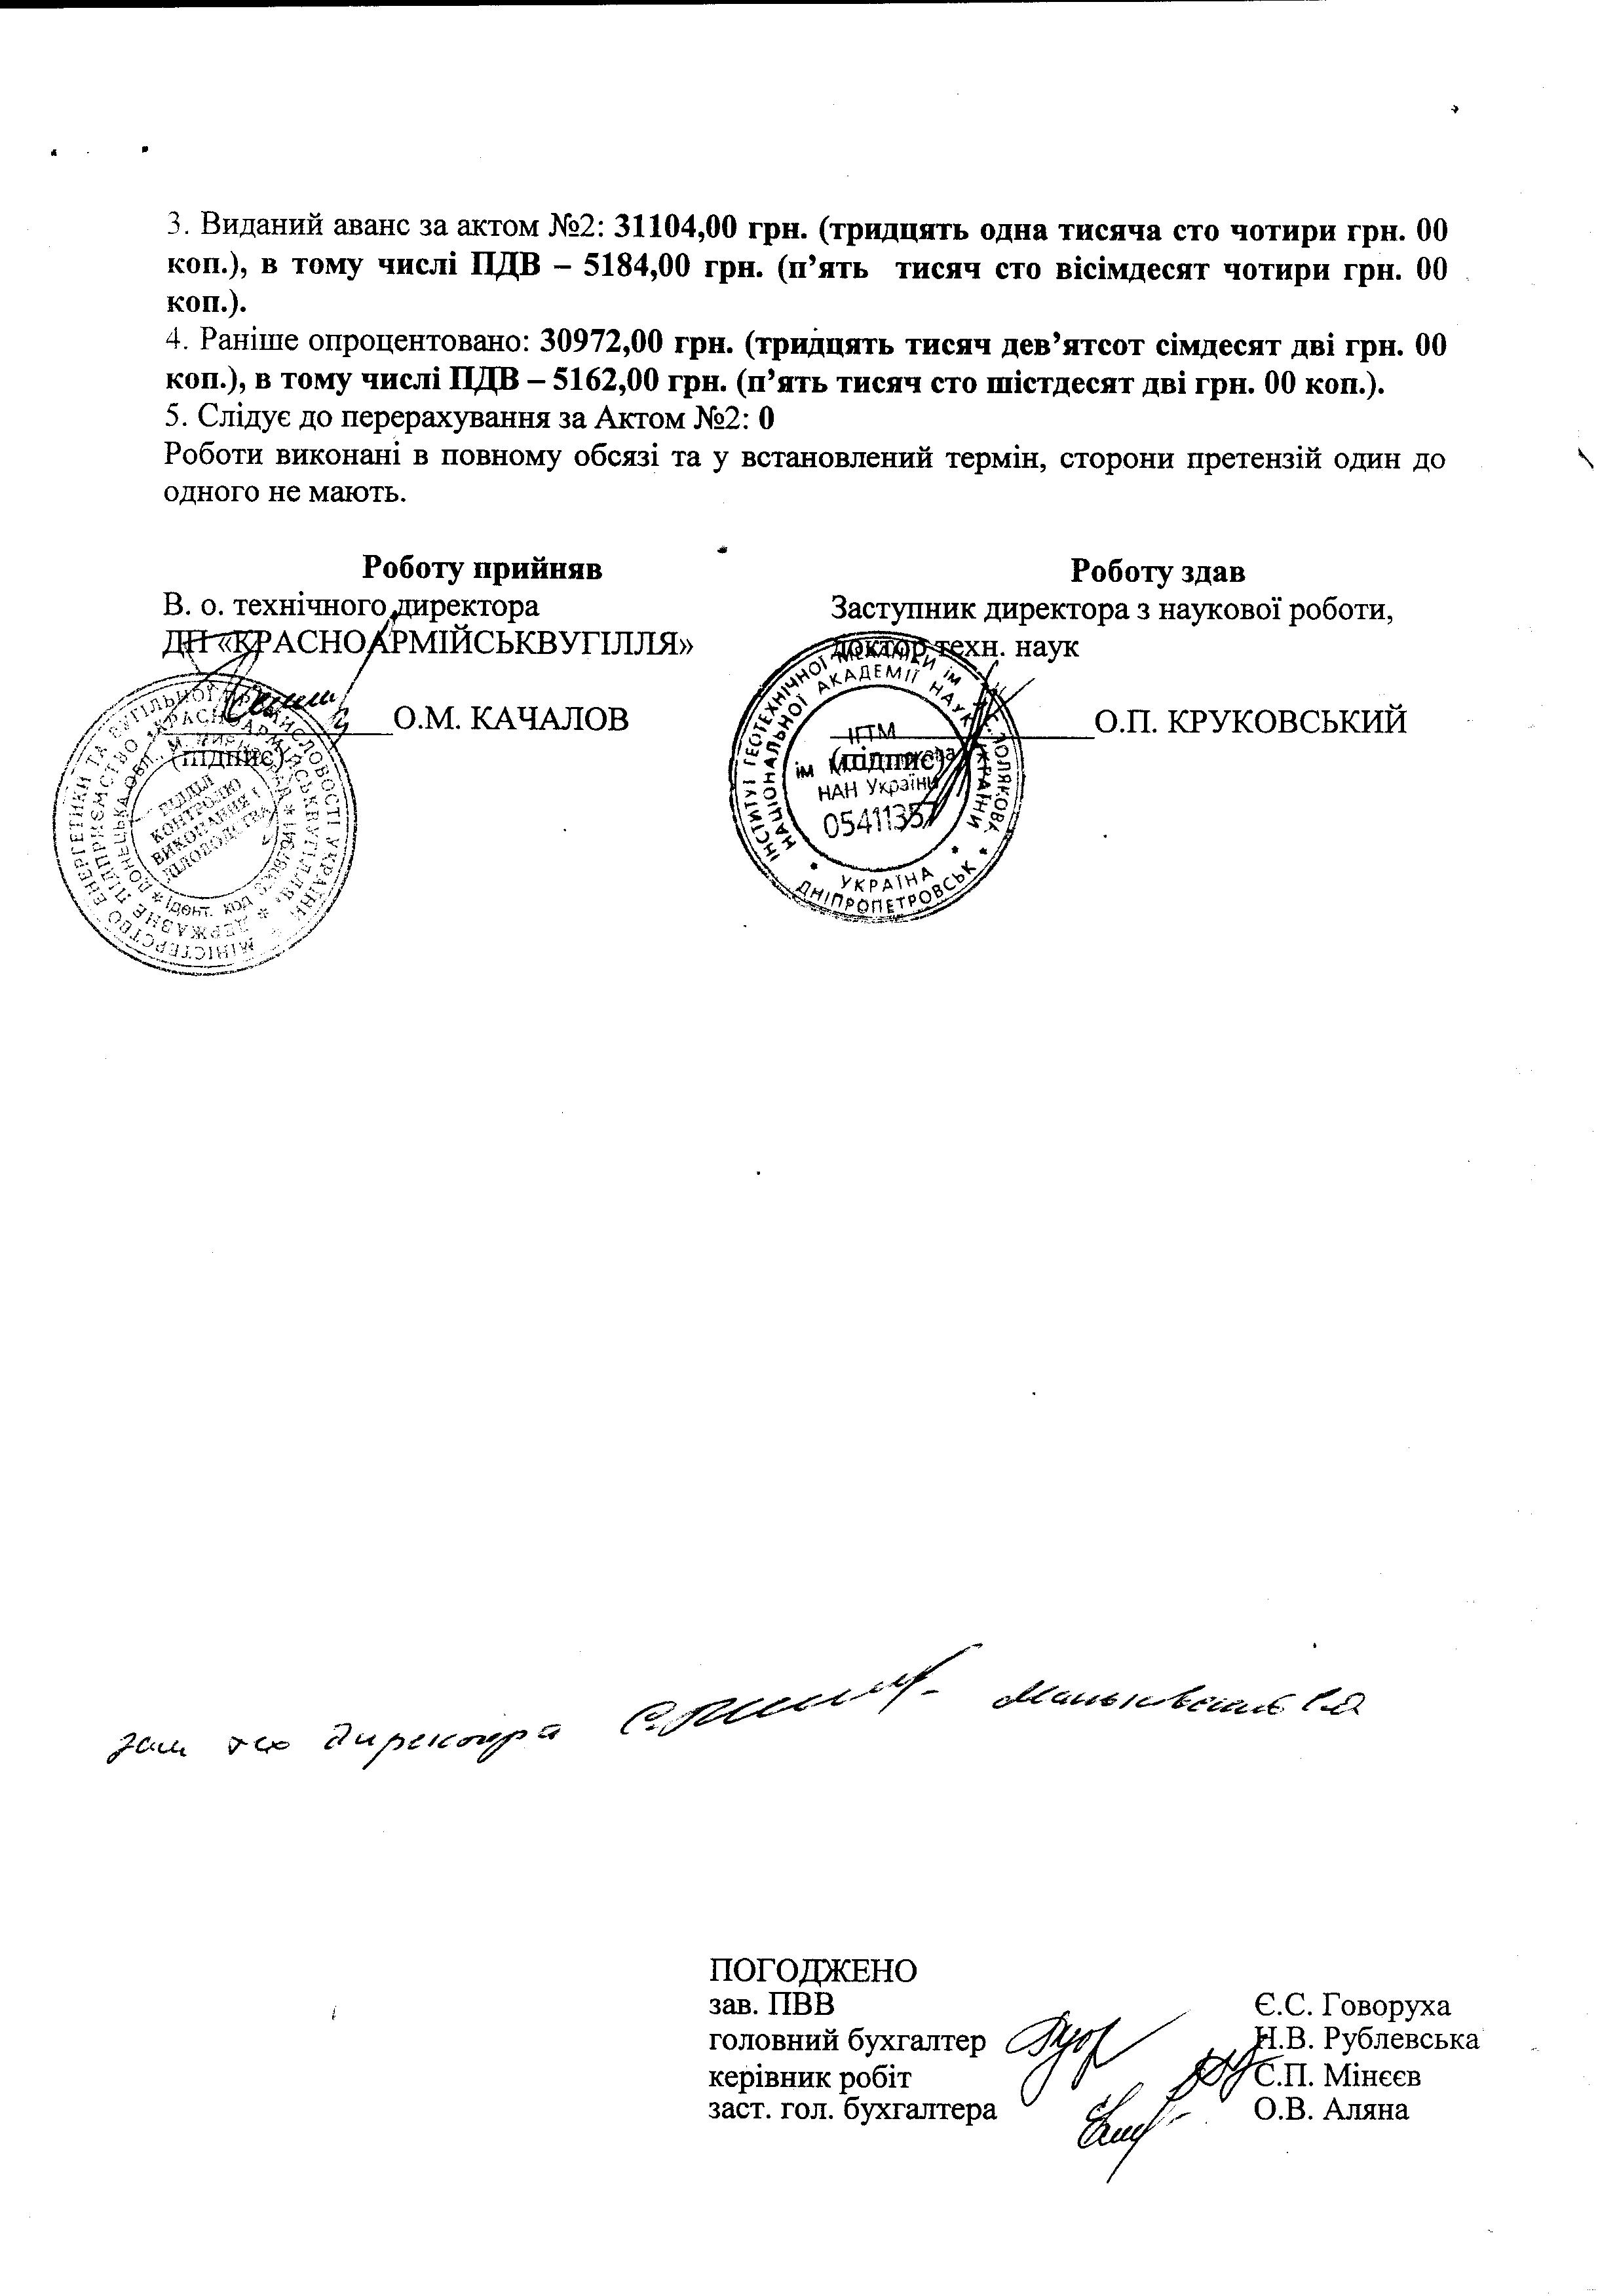 3. Виданий аванс за актом №2: 31104,00 грн. (тридцять одна тисяча сто чотири грн. 00
коп.), в тому числі ПДВ – 5184,00 грн. (п’ять тисяч сто вісімдесят чотири грн. 00
коп.).
4. Раніше опроцентовано: 30972,00 грн. (тридцять тисяч дев’ятсот сімдесят дві грн. 00
коп.), в тому числі ПДВ – 5162,00 грн. (п’ять тисяч сто шістдесят дві грн. 00 коп.).
5. Слідує до перерахування за Актом №2: 0
Роботи виконані в повному обсязі та у встановлений термін, сторони претензій один до
одного не мають.
Роботу прийняв
В. о. технічного директора
ДП «КРАСНОАРМІЙСЬКВУГІЛЛЯ»
О.М. КАЧАЛОВ
(підпис)
МІНІСТЕРСТВО ЕНЕРГЕТИКИ ТА ВУГІЛЬНОЇ ПРОМИСЛОВОСТІ УКРАЇНИ
ДЕРЖАВНЕ ПІДПРИЄМСТВО «КРАСНОАРМІЙСЬКВУГІЛЛЯ»
ДОНЕЦЬКА ОБЛ., М. МИРНОГРАД
Ідент. код
КОНТРОЛЮ
ВИКОНАННЯ І
ДІЛОВОДСТВА
Роботу здав
Заступник директора з наукової роботи,
доктор техн. наук
О.П. КРУКОВСЬКИЙ
(підпис)
ІНСТИТУТ ГЕОТЕХНІЧНОЇ МЕХАНІКИ ім М.С. ПОЛЯКОВА
НАЦІОНАЛЬНОЇ АКАДЕМІЇ НАУК УКРАЇНИ
ІГТМ
ім
НАН України
05411357
УКРАЇНА
ДНІПРОПЕТРОВСЬК
зам директора
ПОГОДЖЕНО
зав. ПВВ Є.С. Говоруха
головний бухгалтер Н.В. Рублевська
керівник робіт С.П. Мінєєв
заст. гол. бухгалтера О.В. Аляна